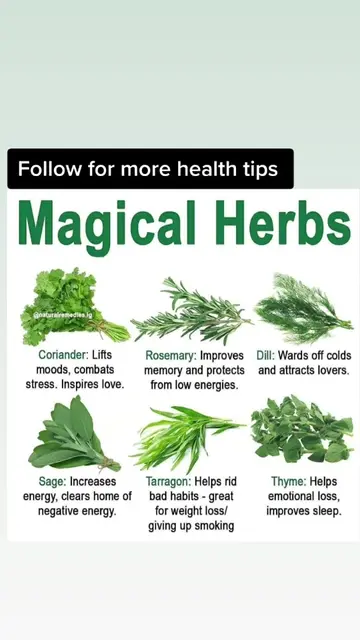 Follow for more health tips
Magical Herbs
@naturalremedies.ig
Coriander: Lifts
moods, combats
stress. Inspires love.
Rosemary: Improves
memory and protects
from low energies.
Dill: Wards off colds
and attracts lovers.
Sage: Increases
energy, clears home of
negative energy.
Tarragon: Helps rid
bad habits - great
for weight loss/
giving up smoking
Thyme: Helps
emotional loss,
improves sleep.